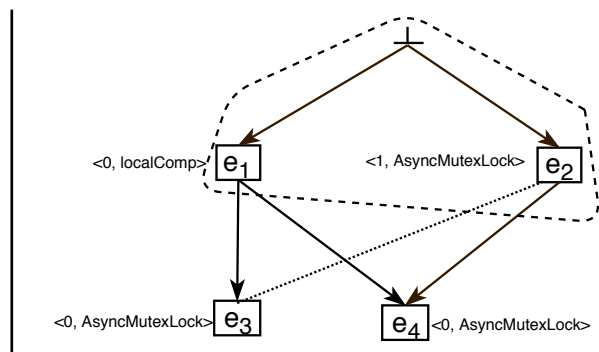 ⊥
<0, localComp> e1 <1, AsyncMutexLock> e2
<0, AsyncMutexLock> e3 e4 <0, AsyncMutexLock>